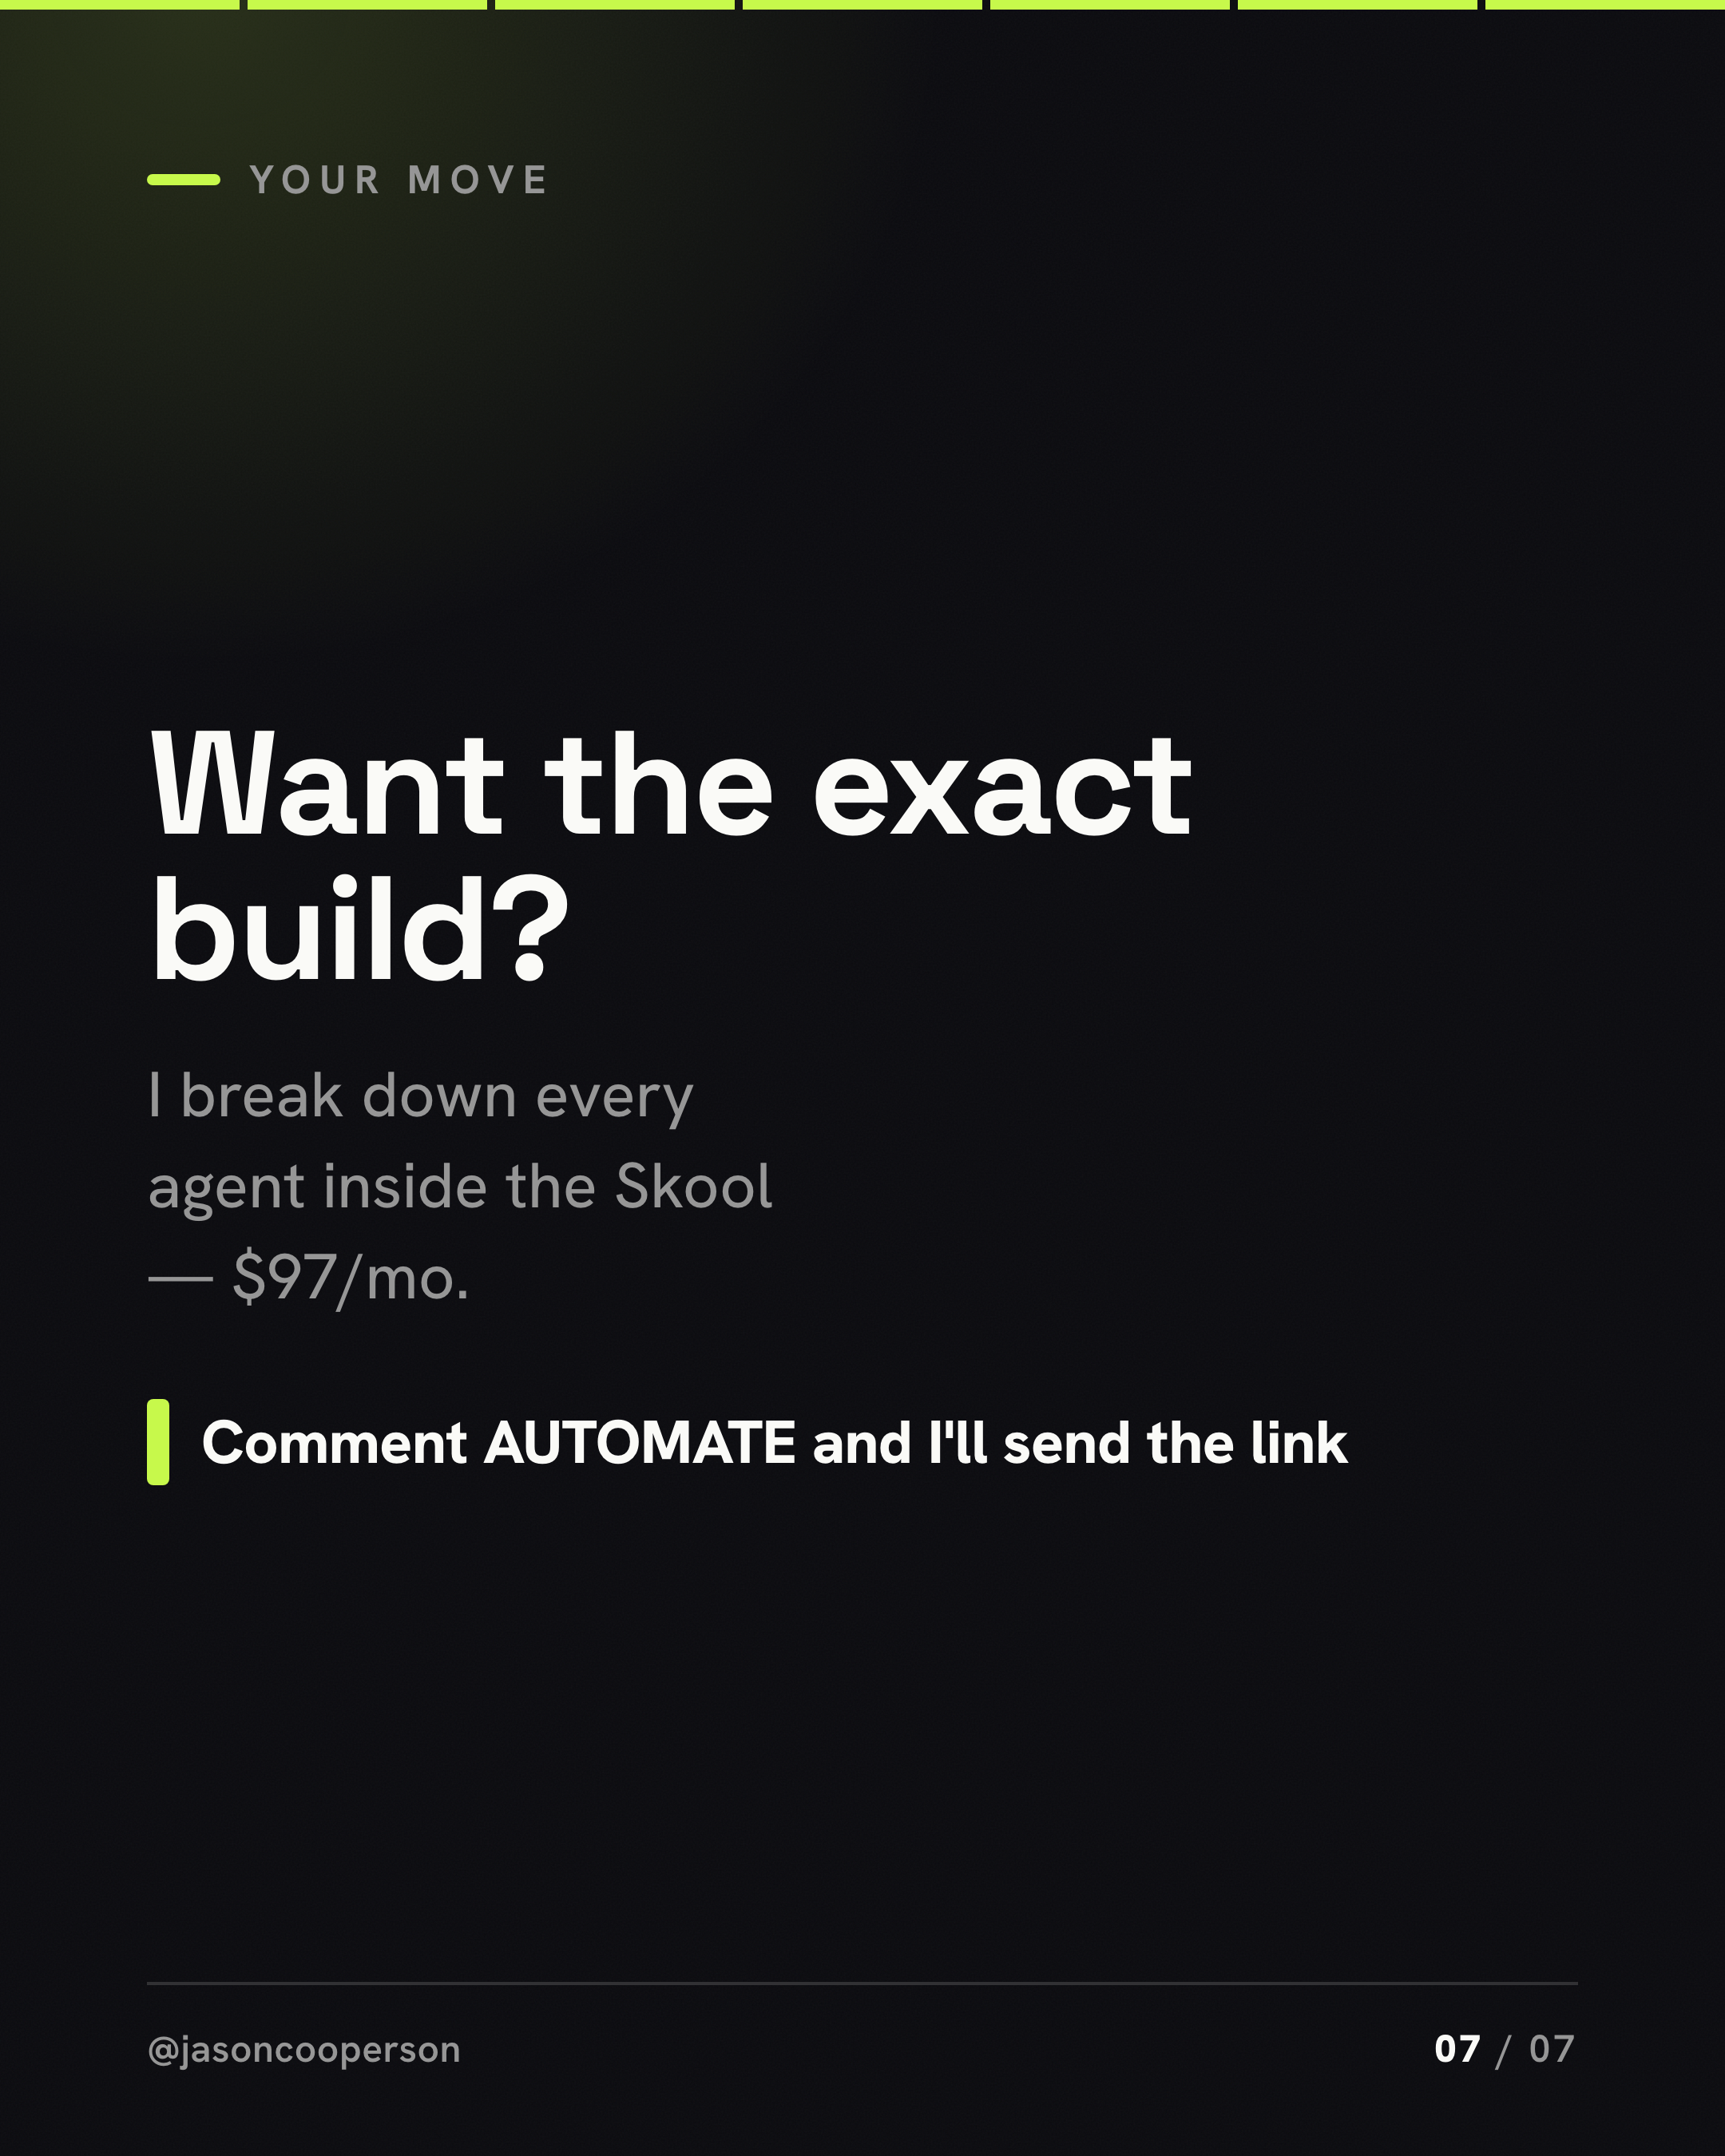 YOUR MOVE
Want the exact
build?
I break down every
agent inside the Skool
— $97/mo.
Comment AUTOMATE and I'll send the link
@jasoncooperson
07 / 07